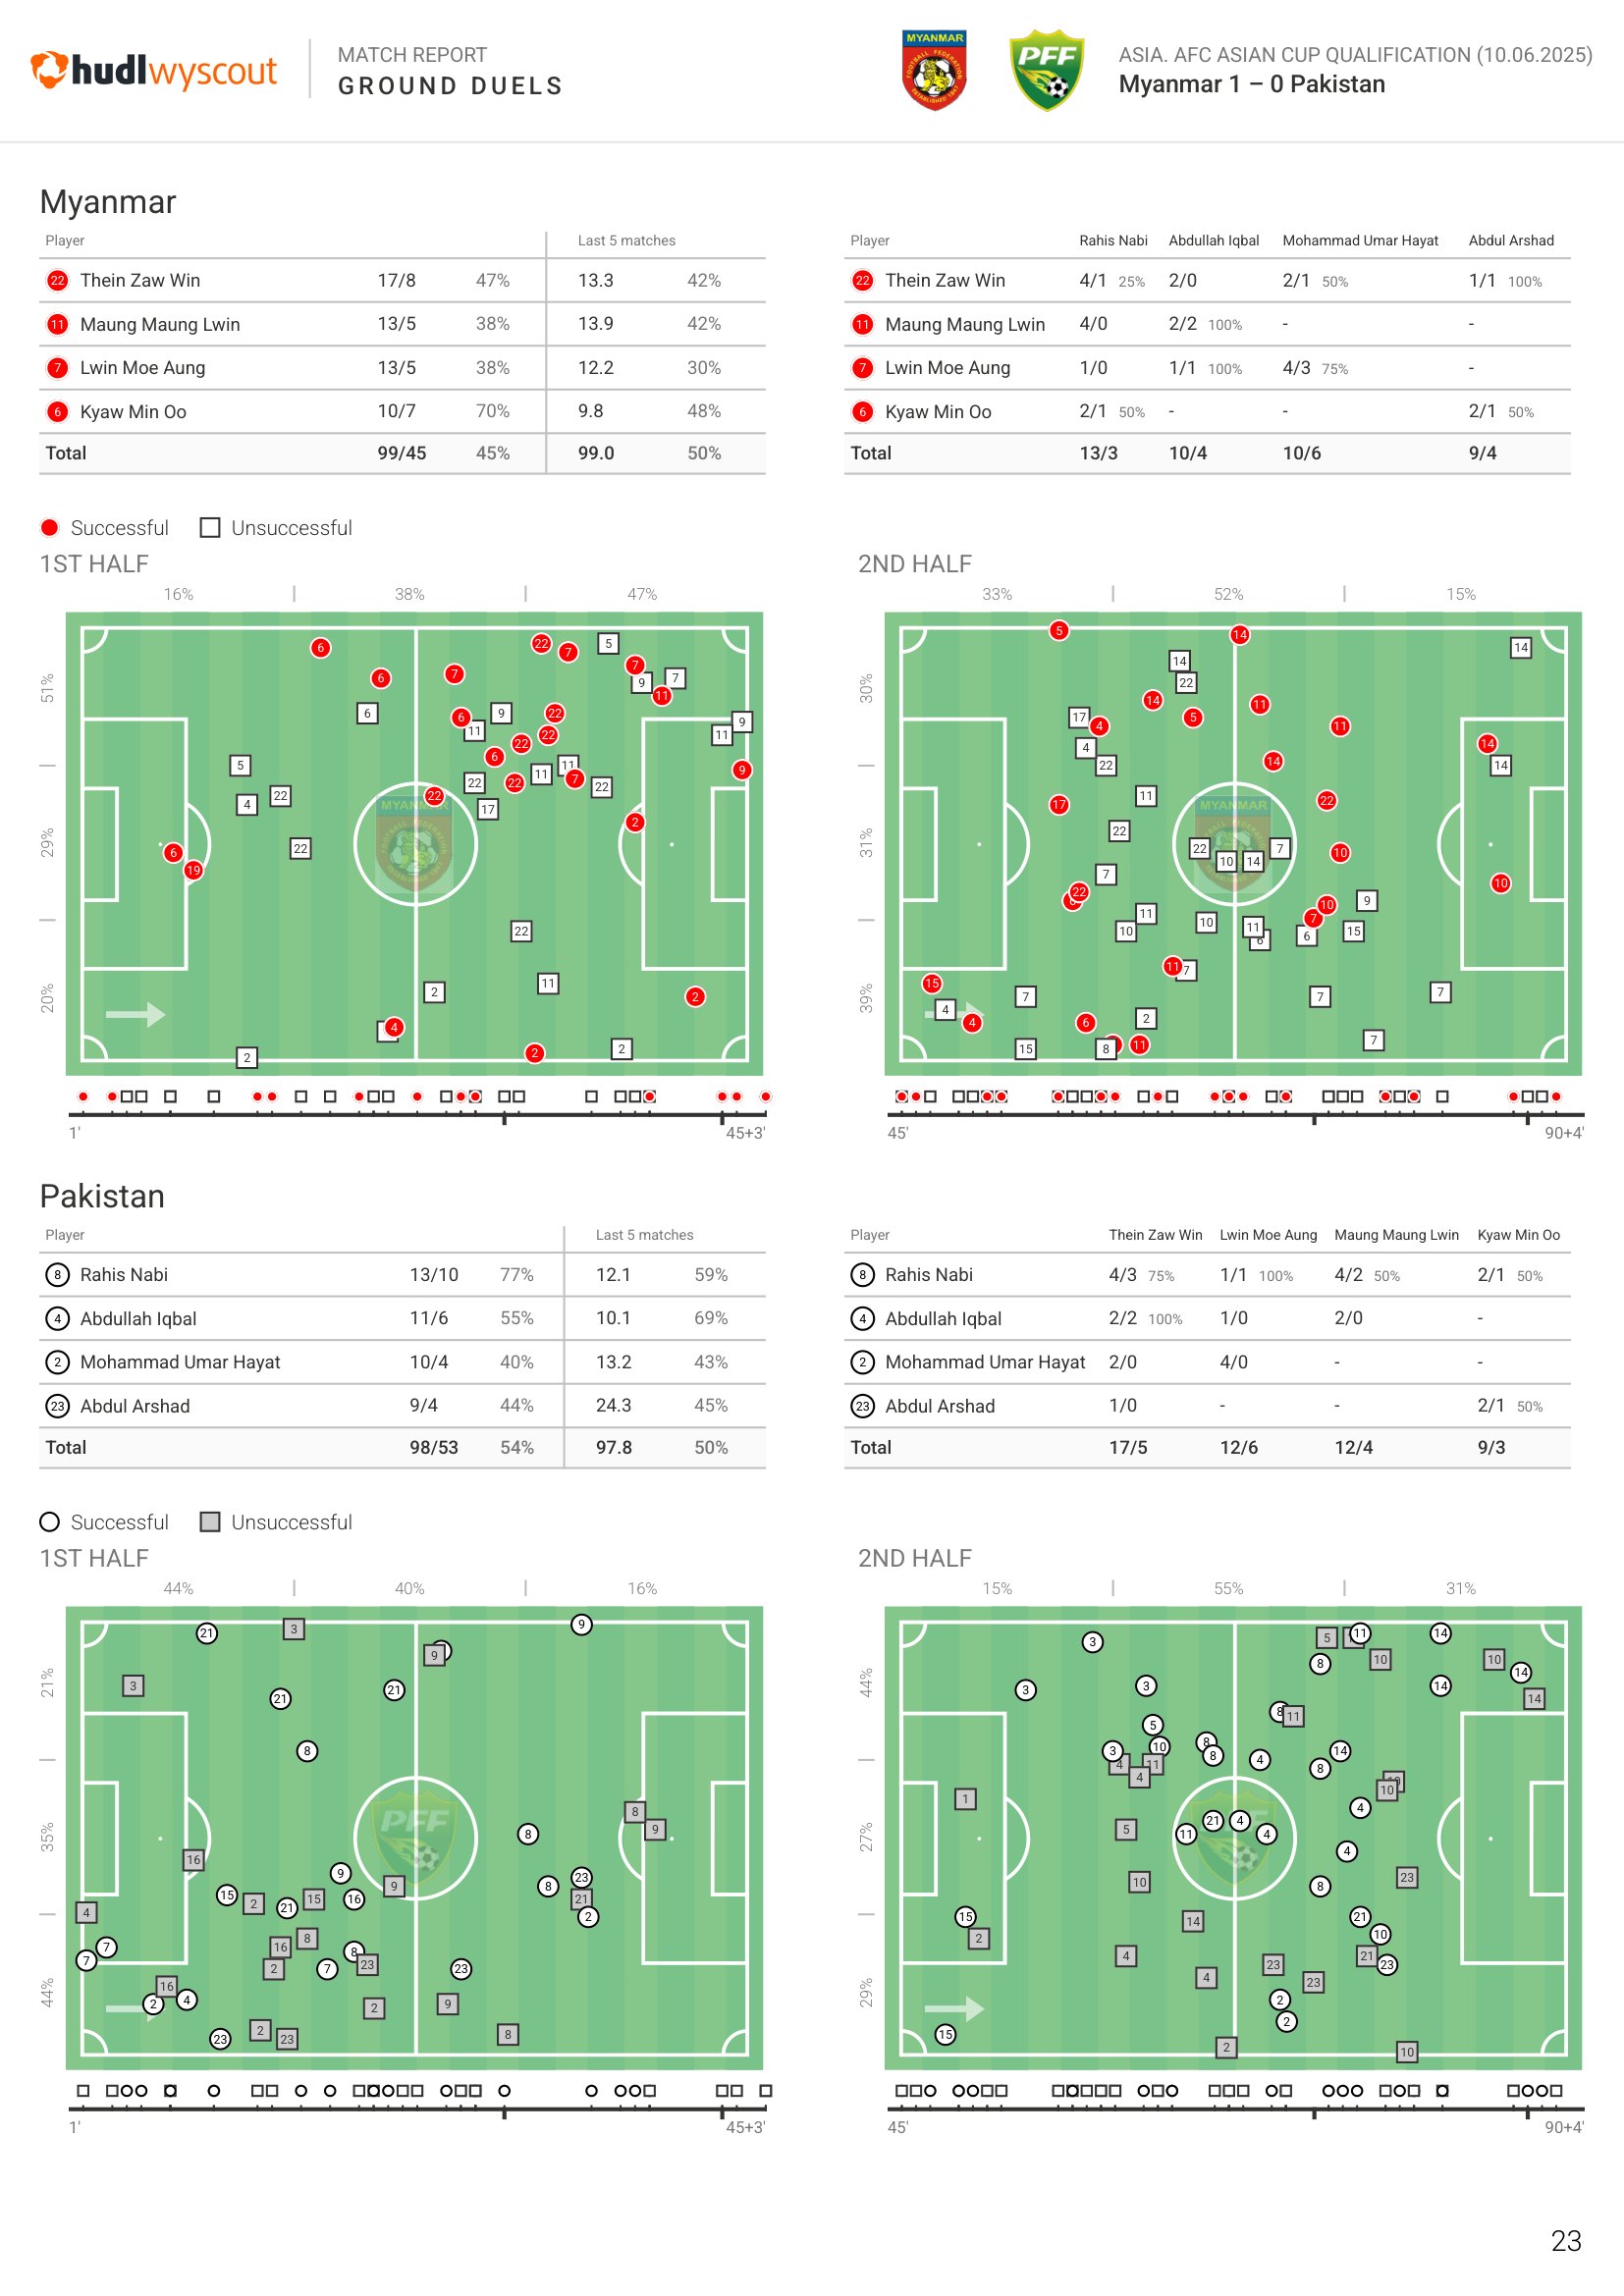 hudl wyscout
MATCH REPORT
GROUND DUELS
MYANMAR
PFF
ASIA. AFC ASIAN CUP QUALIFICATION (10.06.2025)
Myanmar 1 – 0 Pakistan
Myanmar
Player Last 5 matches
22 Thein Zaw Win 17/8 47% 13.3 42%
11 Maung Maung Lwin 13/5 38% 13.9 42%
7 Lwin Moe Aung 13/5 38% 12.2 30%
6 Kyaw Min Oo 10/7 70% 9.8 48%
Total 99/45 45% 99.0 50%
Player Rahis Nabi Abdullah Iqbal Mohammad Umar Hayat Abdul Arshad
22 Thein Zaw Win 4/1 25% 2/0 2/1 50% 1/1 100%
11 Maung Maung Lwin 4/0 2/2 100% - -
7 Lwin Moe Aung 1/0 1/1 100% 4/3 75% -
6 Kyaw Min Oo 2/1 50% - - 2/1 50%
Total 13/3 10/4 10/6 9/4
Successful Unsuccessful
1ST HALF
16% 38% 47%
51%
29%
20%
1' 45+3'
2ND HALF
33% 52% 15%
30%
31%
39%
45' 90+4'
Pakistan
Player Last 5 matches
8 Rahis Nabi 13/10 77% 12.1 59%
4 Abdullah Iqbal 11/6 55% 10.1 69%
2 Mohammad Umar Hayat 10/4 40% 13.2 43%
23 Abdul Arshad 9/4 44% 24.3 45%
Total 98/53 54% 97.8 50%
Player Thein Zaw Win Lwin Moe Aung Maung Maung Lwin Kyaw Min Oo
8 Rahis Nabi 4/3 75% 1/1 100% 4/2 50% 2/1 50%
4 Abdullah Iqbal 2/2 100% 1/0 2/0 -
2 Mohammad Umar Hayat 2/0 4/0 - -
23 Abdul Arshad 1/0 - - 2/1 50%
Total 17/5 12/6 12/4 9/3
Successful Unsuccessful
1ST HALF
44% 40% 16%
21%
35%
44%
1' 45+3'
2ND HALF
15% 55% 31%
44%
27%
29%
45' 90+4'
23